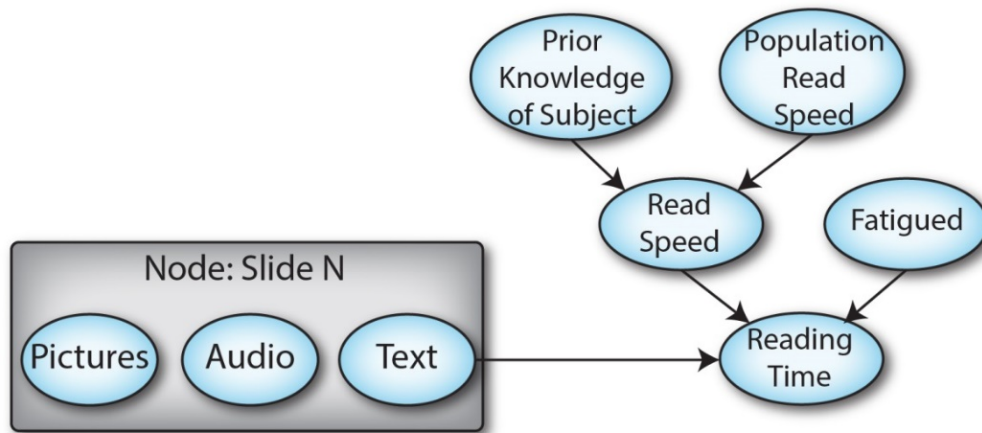 Prior
Knowledge
of Subject
Population
Read
Speed
Read
Speed
Fatigued
Node: Slide N
Pictures
Audio
Text
Reading
Time